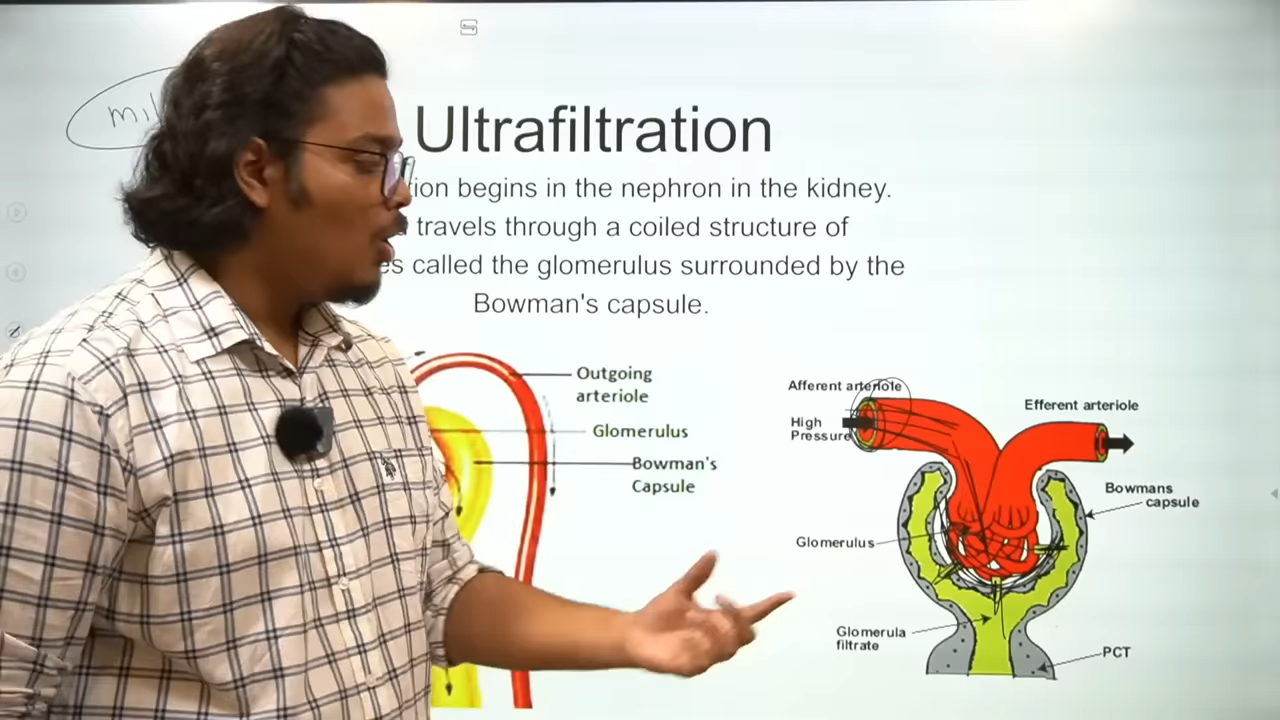 Ultrafiltration
begins in the nephron in the kidney.
travels through a coiled structure of
called the glomerulus surrounded by the
Bowman's capsule.
Outgoing
arteriole
Glomerulus
Bowman's
Capsule
Afferent arteriole
High
Pressure
Efferent arteriole
Bowmans
capsule
Glomerulus
Glomerula
filtrate
PCT